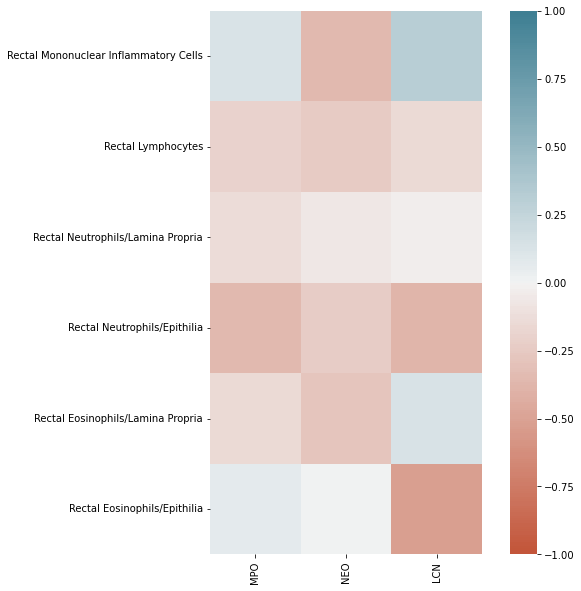 Rectal Mononuclear Inflammatory Cells
Rectal Lymphocytes
Rectal Neutrophils/Lamina Propria
Rectal Neutrophils/Epithilia
Rectal Eosinophils/Lamina Propria
Rectal Eosinophils/Epithilia
MPO
NEO
LCN
1.00
0.75
0.50
0.25
0.00
−0.25
−0.50
−0.75
−1.00